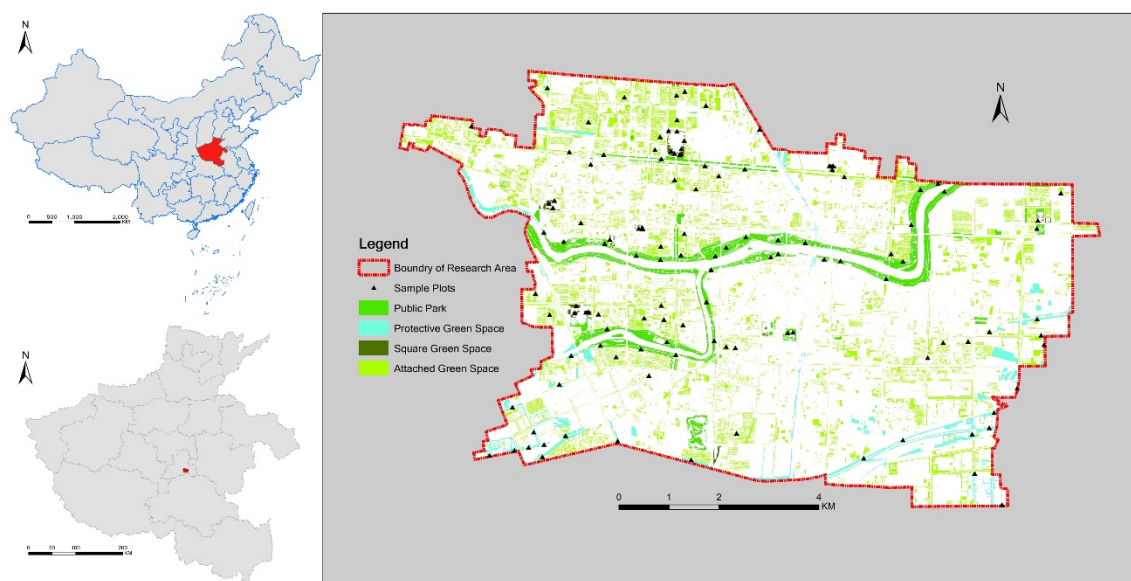 N
0 500 1,000 2,000
KM
N
0 50 100 200
KM
N
Legend
Boundry of Research Area
Sample Plots
Public Park
Protective Green Space
Square Green Space
Attached Green Space
0 1 2 4
KM